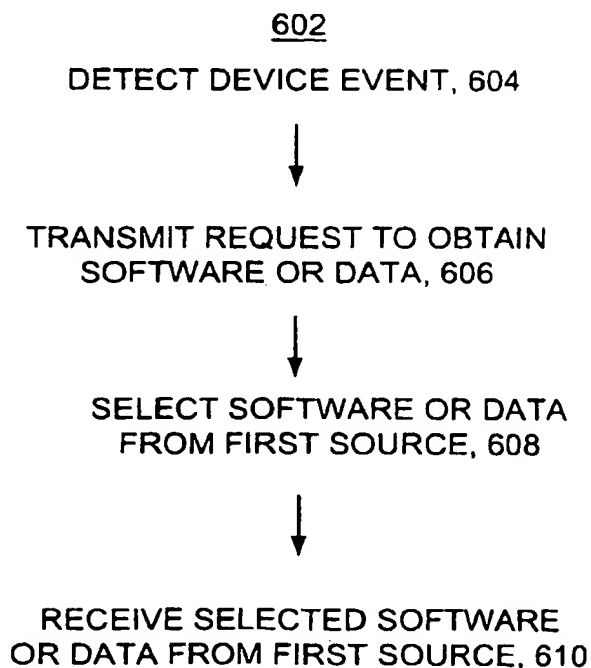 602
DETECT DEVICE EVENT, 604
TRANSMIT REQUEST TO OBTAIN
SOFTWARE OR DATA, 606
SELECT SOFTWARE OR DATA
FROM FIRST SOURCE, 608
RECEIVE SELECTED SOFTWARE
OR DATA FROM FIRST SOURCE, 610